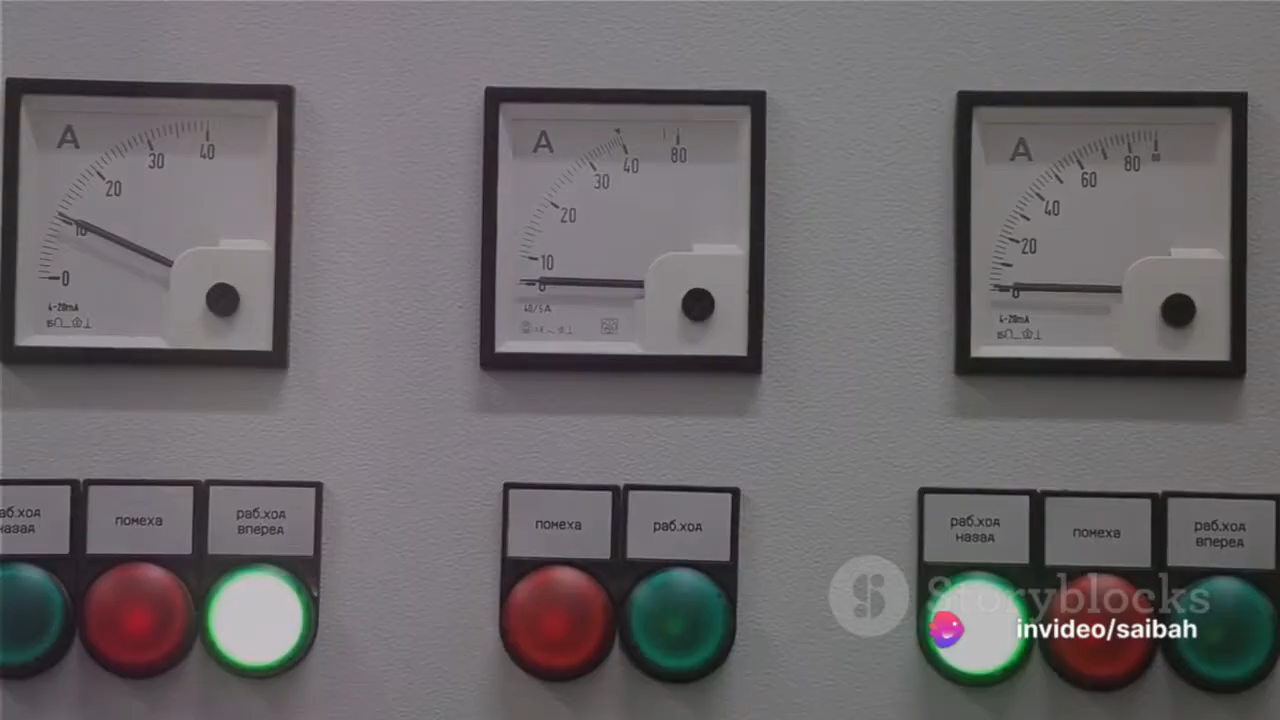 A
40
30
20
10
0
4-20mA
A
80
40
30
20
10
0
40/5A
A
80
60
40
20
0
4-20mA
раб.ход
назад
помеха
раб.ход
вперед
помеха
раб.ход
раб.ход
назад
помеха
раб.ход
вперед
Storyblocks
invideo/saibah